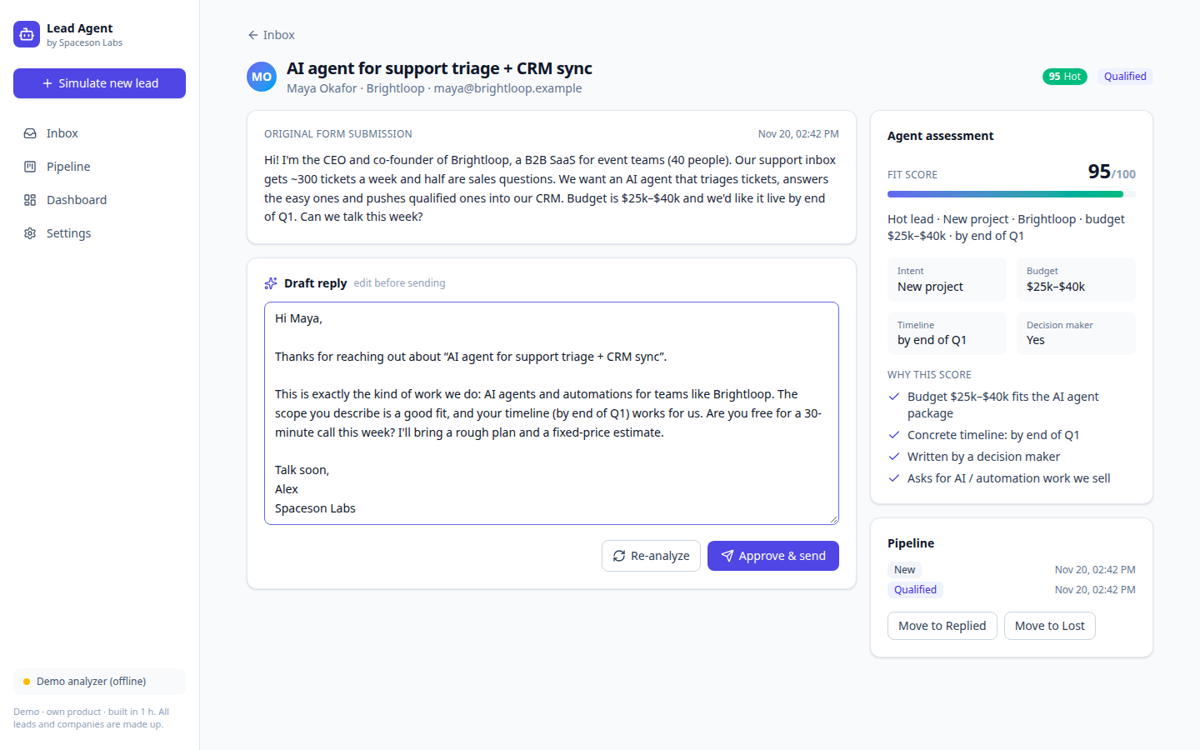 Lead Agent
by Spaceson Labs
Simulate new lead
Inbox
Pipeline
Dashboard
Settings
Demo analyzer (offline)
Demo · own product · built in 1 h. All
leads and companies are made up.
Inbox
MO
AI agent for support triage + CRM sync
Maya Okafor · Brightloop · maya@brightloop.example
95 Hot
Qualified
ORIGINAL FORM SUBMISSION
Nov 20, 02:42 PM
Hi! I'm the CEO and co-founder of Brightloop, a B2B SaaS for event teams (40 people). Our support inbox
gets ~300 tickets a week and half are sales questions. We want an AI agent that triages tickets, answers
the easy ones and pushes qualified ones into our CRM. Budget is $25k–$40k and we'd like it live by end
of Q1. Can we talk this week?
Draft reply edit before sending
Hi Maya,
Thanks for reaching out about “AI agent for support triage + CRM sync”.
This is exactly the kind of work we do: AI agents and automations for teams like Brightloop. The
scope you describe is a good fit, and your timeline (by end of Q1) works for us. Are you free for a 30-
minute call this week? I'll bring a rough plan and a fixed-price estimate.
Talk soon,
Alex
Spaceson Labs
Re-analyze
Approve & send
Agent assessment
FIT SCORE
95/100
Hot lead · New project · Brightloop · budget
$25k–$40k · by end of Q1
Intent
New project
Budget
$25k–$40k
Timeline
by end of Q1
Decision maker
Yes
WHY THIS SCORE
Budget $25k–$40k fits the AI agent
package
Concrete timeline: by end of Q1
Written by a decision maker
Asks for AI / automation work we sell
Pipeline
New
Nov 20, 02:42 PM
Qualified
Nov 20, 02:42 PM
Move to Replied
Move to Lost